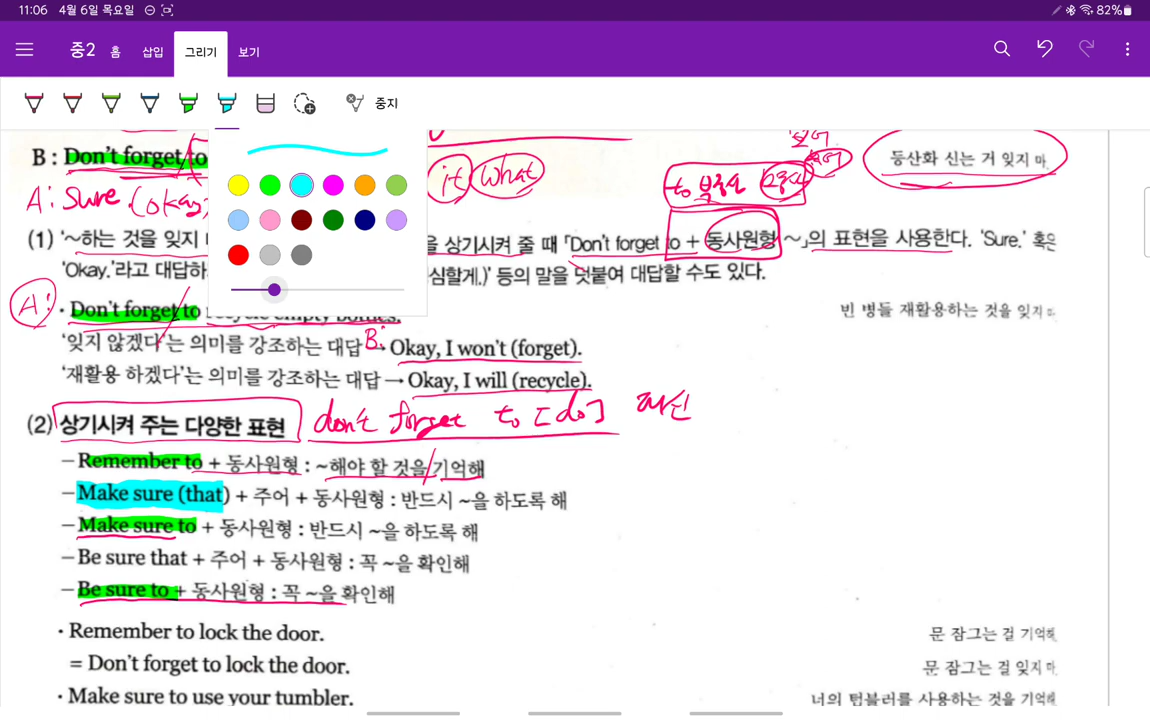 11:06 4월 6일 목요일 82%
중2 홈 삽입 그리기 보기
중지
B : Don't forget to
it what
to 부정사
등산화 신는 거 잊지 마
A: Sure. (okay)
(1) '~하는 것을 잊지 을 상기시켜 줄 때 「Don't forget to + 동사원형 ~」의 표현을 사용한다. 'Sure.' 혹은
'Okay.'라고 대답하 심할게.)' 등의 말을 덧붙여 대답할 수도 있다.
A: · Don't forget to recycle empty bottles. 빈 병들 재활용하는 것을 잊지 마
'잊지 않겠다'는 의미를 강조하는 대답 B: → Okay, I won't (forget).
'재활용 하겠다'는 의미를 강조하는 대답 → Okay, I will (recycle).
(2) 상기시켜 주는 다양한 표현 don't forget to [do]
– Remember to + 동사원형 : ~해야 할 것을 기억해
– Make sure (that) + 주어 + 동사원형 : 반드시 ~을 하도록 해
– Make sure to + 동사원형 : 반드시 ~을 하도록 해
– Be sure that + 주어 + 동사원형 : 꼭 ~을 확인해
– Be sure to + 동사원형 : 꼭 ~을 확인해
· Remember to lock the door. 문 잠그는 걸 기억해
= Don't forget to lock the door. 문 잠그는 걸 잊지 마
· Make sure to use your tumbler. 너의 텀블러를 사용하는 것을 기억해